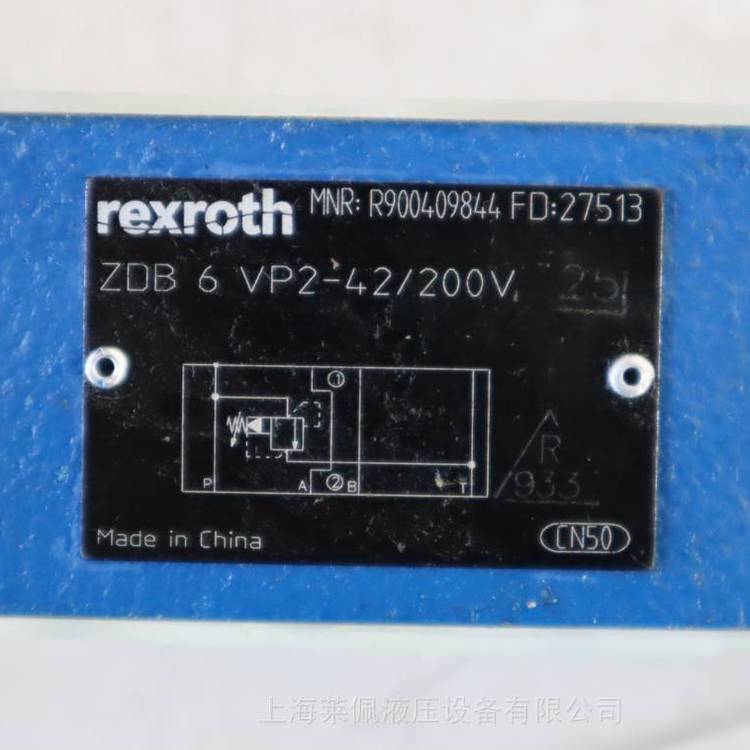 rexroth MNR: R900409844 FD:27513
ZDB 6 VP2-42/200V 25
①
P A ② B T
R
933
Made in China CN50
上海莱佩液压设备有限公司